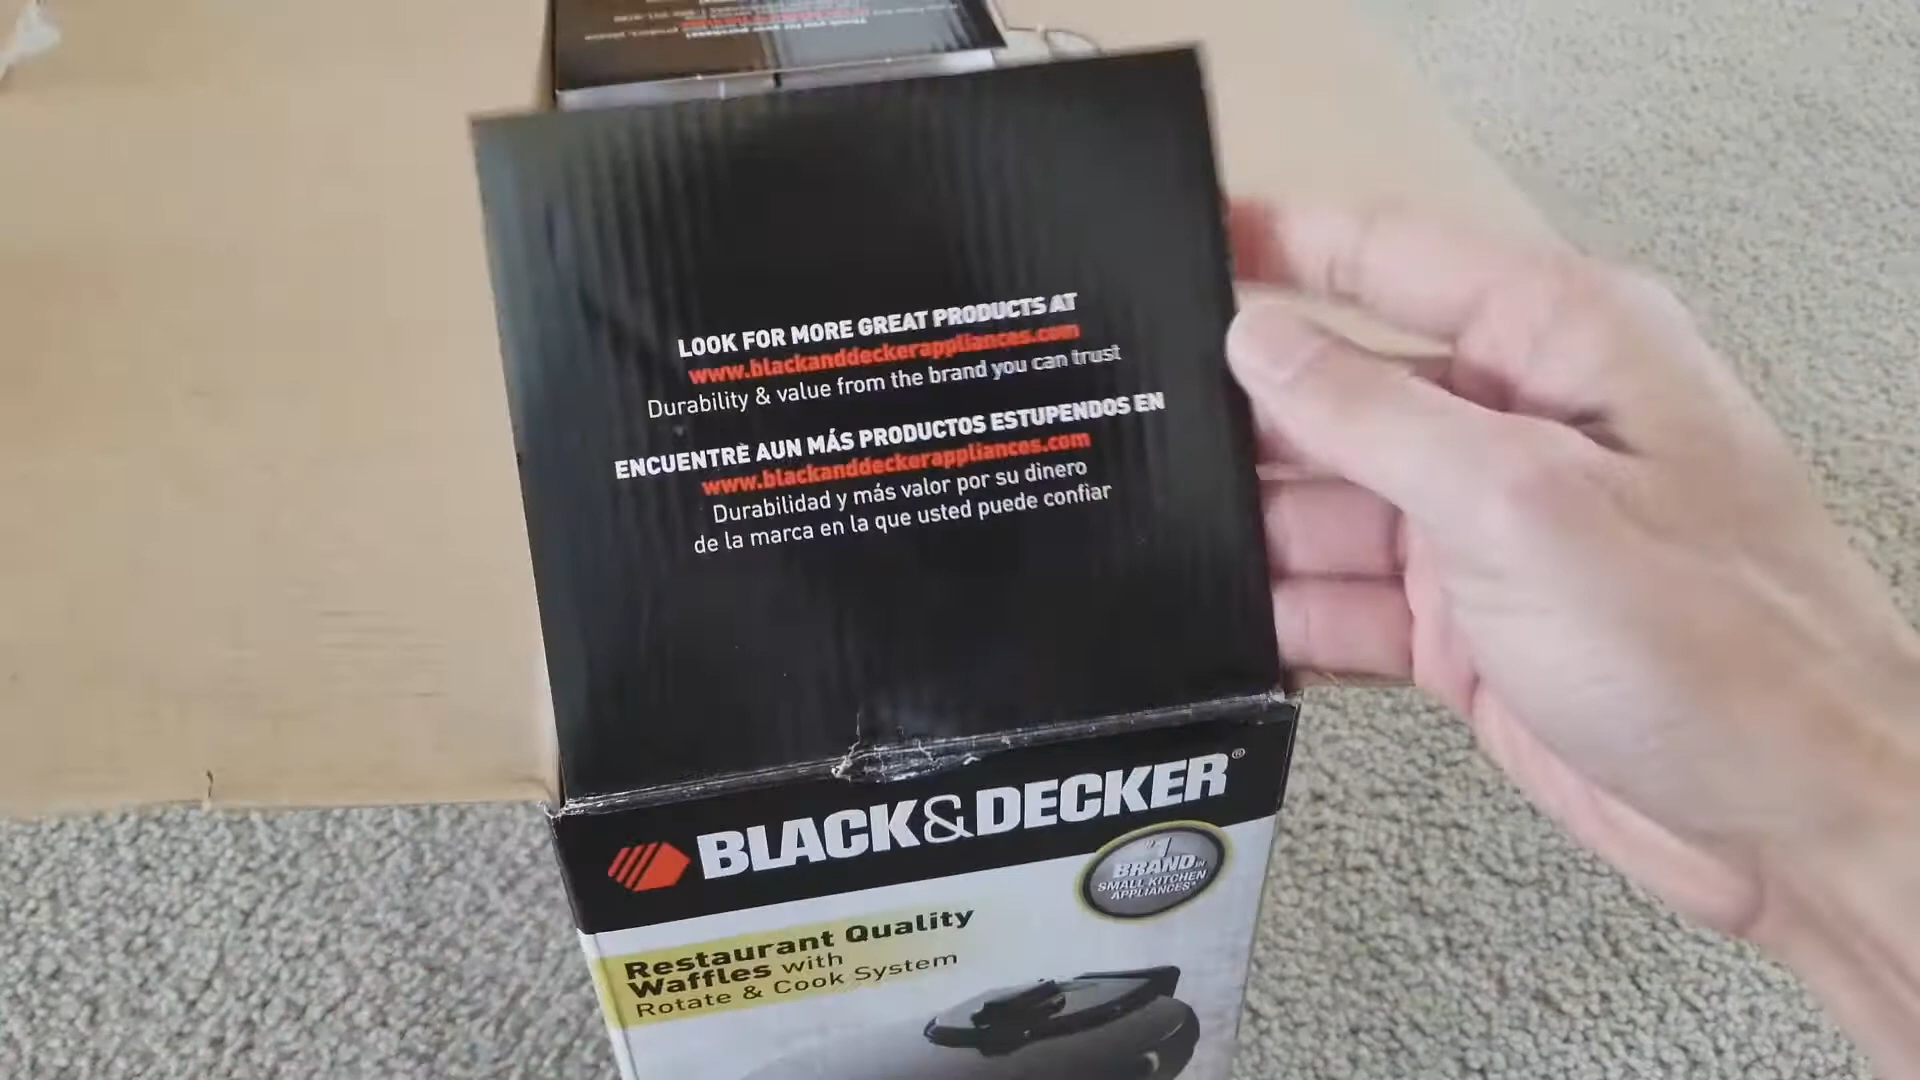 LOOK FOR MORE GREAT PRODUCTS AT
www.blackanddeckerappliances.com
Durability & value from the brand you can trust
ENCUENTRE AUN MÁS PRODUCTOS ESTUPENDOS EN
www.blackanddeckerappliances.com
Durabilidad y más valor por su dinero
de la marca en la que usted puede confiar
BLACK&DECKER®
#1
BRAND IN
SMALL KITCHEN
APPLIANCES*
Restaurant Quality
Waffles with
Rotate & Cook System